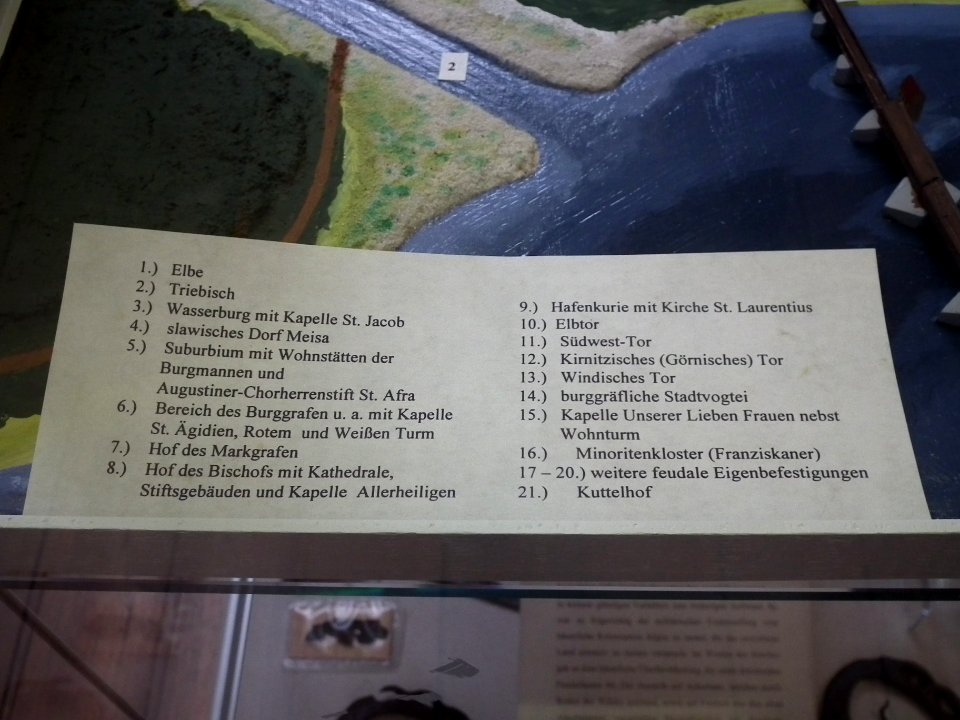 2
1.) Elbe
2.) Triebisch
3.) Wasserburg mit Kapelle St. Jacob
4.) slawisches Dorf Meisa
5.) Suburbium mit Wohnstätten der
Burgmannen und
Augustiner-Chorherrenstift St. Afra
6.) Bereich des Burggrafen u. a. mit Kapelle
St. Ägidien, Rotem und Weißen Turm
7.) Hof des Markgrafen
8.) Hof des Bischofs mit Kathedrale,
Stiftsgebäuden und Kapelle Allerheiligen
9.) Hafenkurie mit Kirche St. Laurentius
10.) Elbtor
11.) Südwest-Tor
12.) Kirnitzisches (Görnisches) Tor
13.) Windisches Tor
14.) burggräfliche Stadtvogtei
15.) Kapelle Unserer Lieben Frauen nebst
Wohnturm
16.) Minoritenkloster (Franziskaner)
17 – 20.) weitere feudale Eigenbefestigungen
21.) Kuttelhof